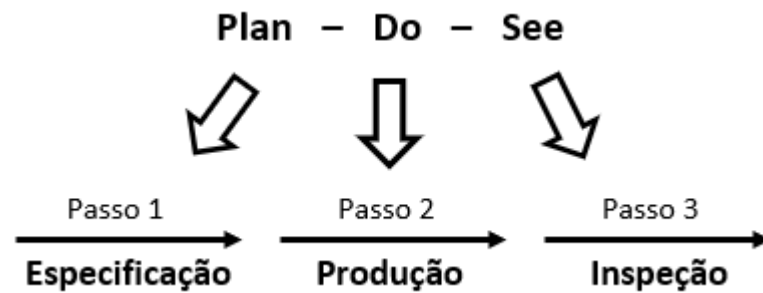 Plan – Do – See
Passo 1 Passo 2 Passo 3
Especificação Produção Inspeção